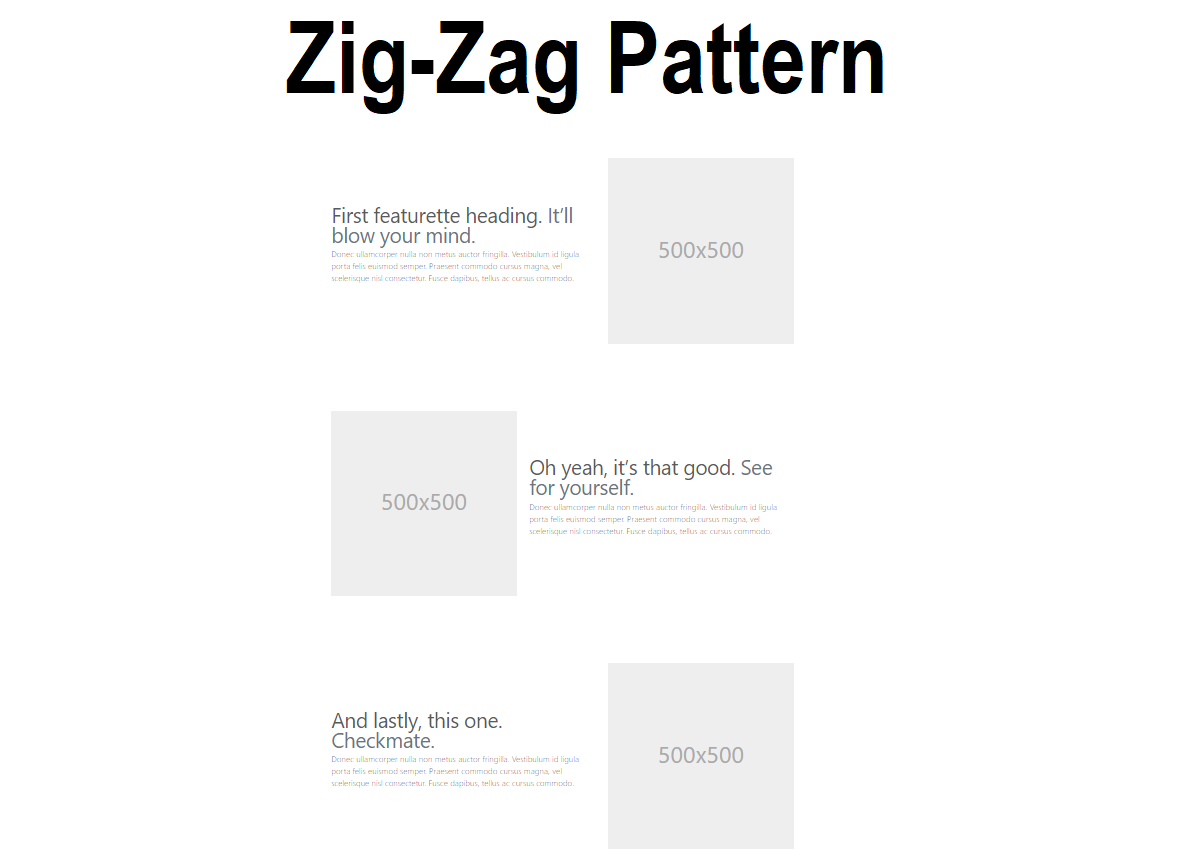 Zig-Zag Pattern
First featurette heading. It’ll
blow your mind.
Donec ullamcorper nulla non metus auctor fringilla. Vestibulum id ligula
porta felis euismod semper. Praesent commodo cursus magna, vel
scelerisque nisl consectetur. Fusce dapibus, tellus ac cursus commodo.
500x500
500x500
Oh yeah, it’s that good. See
for yourself.
Donec ullamcorper nulla non metus auctor fringilla. Vestibulum id ligula
porta felis euismod semper. Praesent commodo cursus magna, vel
scelerisque nisl consectetur. Fusce dapibus, tellus ac cursus commodo.
And lastly, this one.
Checkmate.
Donec ullamcorper nulla non metus auctor fringilla. Vestibulum id ligula
porta felis euismod semper. Praesent commodo cursus magna, vel
scelerisque nisl consectetur. Fusce dapibus, tellus ac cursus commodo.
500x500